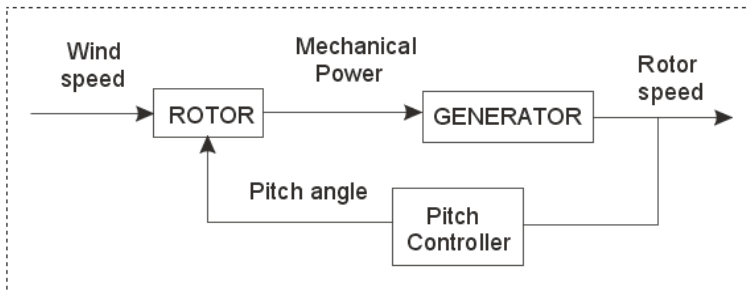 Wind
speed
Mechanical
Power
Rotor
speed
ROTOR
GENERATOR
Pitch angle
Pitch
Controller